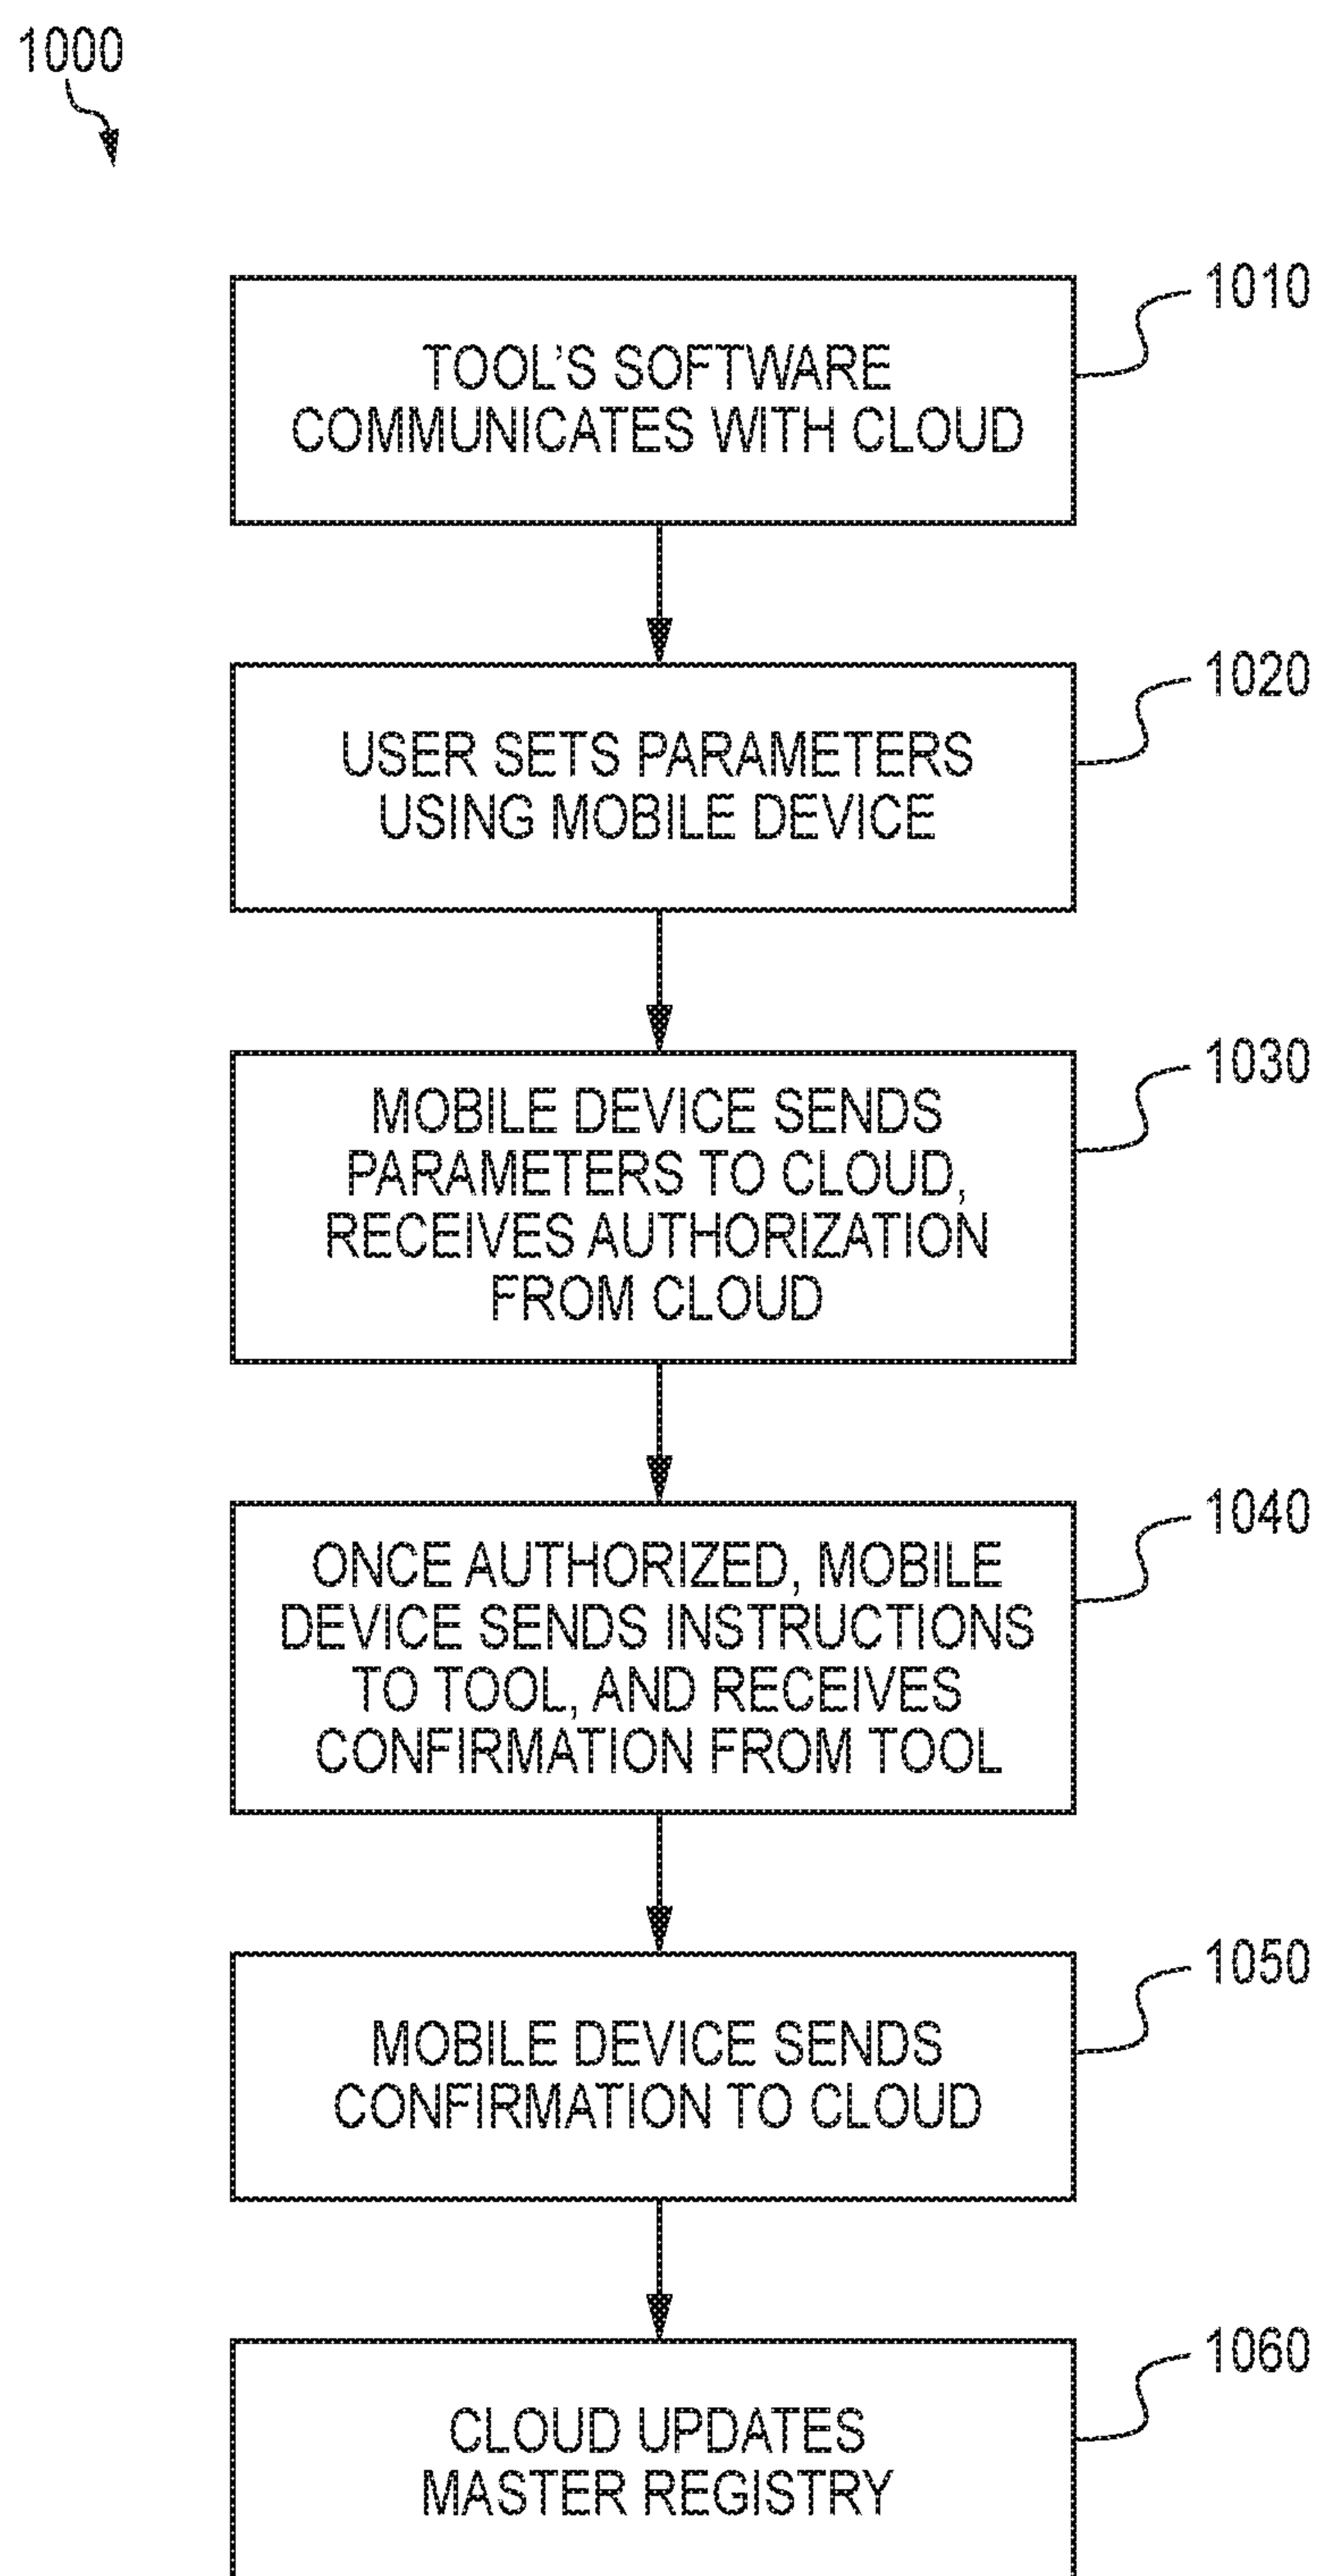 1000
1010
TOOL'S SOFTWARE
COMMUNICATES WITH CLOUD
1020
USER SETS PARAMETERS
USING MOBILE DEVICE
1030
MOBILE DEVICE SENDS
PARAMETERS TO CLOUD,
RECEIVES AUTHORIZATION
FROM CLOUD
1040
ONCE AUTHORIZED, MOBILE
DEVICE SENDS INSTRUCTIONS
TO TOOL, AND RECEIVES
CONFIRMATION FROM TOOL
1050
MOBILE DEVICE SENDS
CONFIRMATION TO CLOUD
1060
CLOUD UPDATES
MASTER REGISTRY